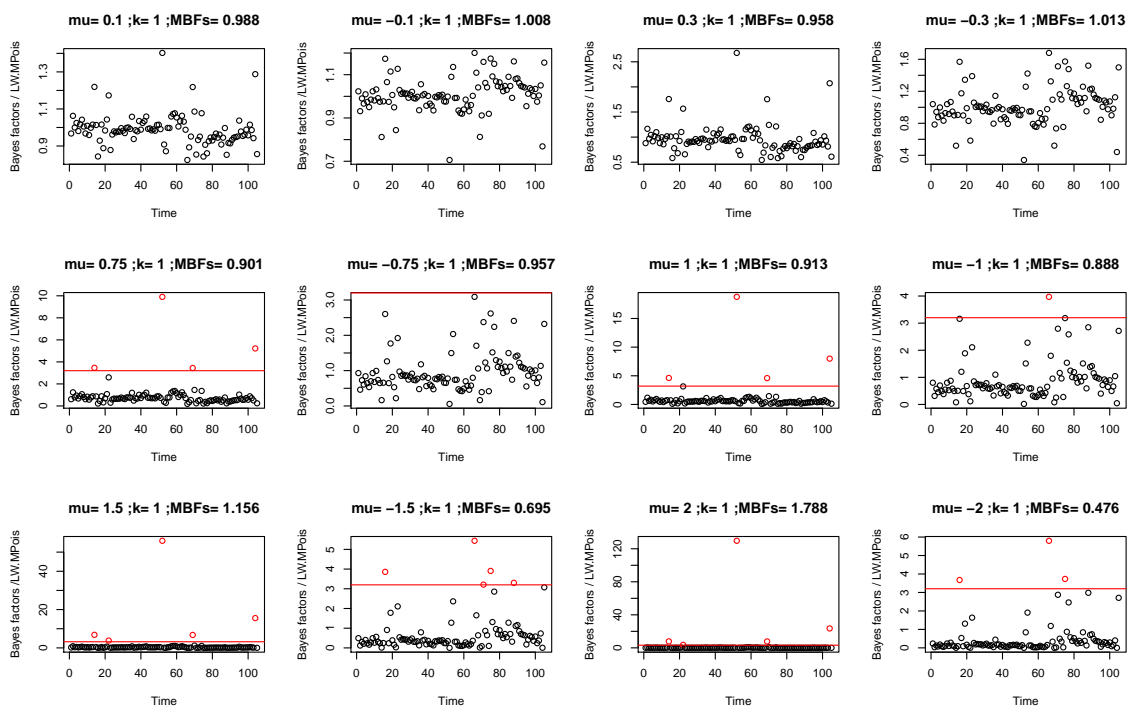 mu= 0.1 ;k= 1 ;MBFs= 0.988
mu= −0.1 ;k= 1 ;MBFs= 1.008
mu= 0.3 ;k= 1 ;MBFs= 0.958
mu= −0.3 ;k= 1 ;MBFs= 1.013
Bayes factors / LW.MPois
0.9 1.1 1.3
0 20 40 60 80 100
Time
Bayes factors / LW.MPois
0.7 0.9 1.1
0 20 40 60 80 100
Time
Bayes factors / LW.MPois
0.5 1.5 2.5
0 20 40 60 80 100
Time
Bayes factors / LW.MPois
0.4 0.8 1.2 1.6
0 20 40 60 80 100
Time
mu= 0.75 ;k= 1 ;MBFs= 0.901
mu= −0.75 ;k= 1 ;MBFs= 0.957
mu= 1 ;k= 1 ;MBFs= 0.913
mu= −1 ;k= 1 ;MBFs= 0.888
Bayes factors / LW.MPois
0 2 4 6 8 10
0 20 40 60 80 100
Time
Bayes factors / LW.MPois
0.0 1.0 2.0 3.0
0 20 40 60 80 100
Time
Bayes factors / LW.MPois
0 5 10 15
0 20 40 60 80 100
Time
Bayes factors / LW.MPois
0 1 2 3 4
0 20 40 60 80 100
Time
mu= 1.5 ;k= 1 ;MBFs= 1.156
mu= −1.5 ;k= 1 ;MBFs= 0.695
mu= 2 ;k= 1 ;MBFs= 1.788
mu= −2 ;k= 1 ;MBFs= 0.476
Bayes factors /LW.MPois
0 20 40
0 20 40 60 80 100
Time
Bayes factors / LW.MPois
0 1 2 3 4 5
0 20 40 60 80 100
Time
Bayes factors / LW.MPois
0 20 40 80 120
0 20 40 60 80 100
Time
Bayes factors / LW.MPois
0 1 2 3 4 5 6
0 20 40 60 80 100
Time